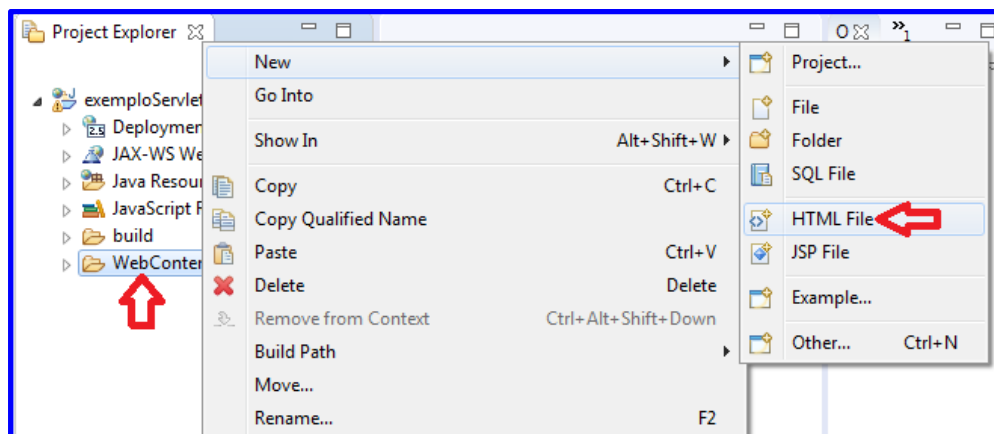 Project Explorer
O
»1
exemploServlet
Deploymen
JAX-WS We
Java Resour
JavaScript R
build
WebConten
New
Go Into
Show In Alt+Shift+W
Copy Ctrl+C
Copy Qualified Name
Paste Ctrl+V
Delete Delete
Remove from Context Ctrl+Alt+Shift+Down
Build Path
Move...
Rename... F2
Project...
File
Folder
SQL File
HTML File
JSP File
Example...
Other... Ctrl+N